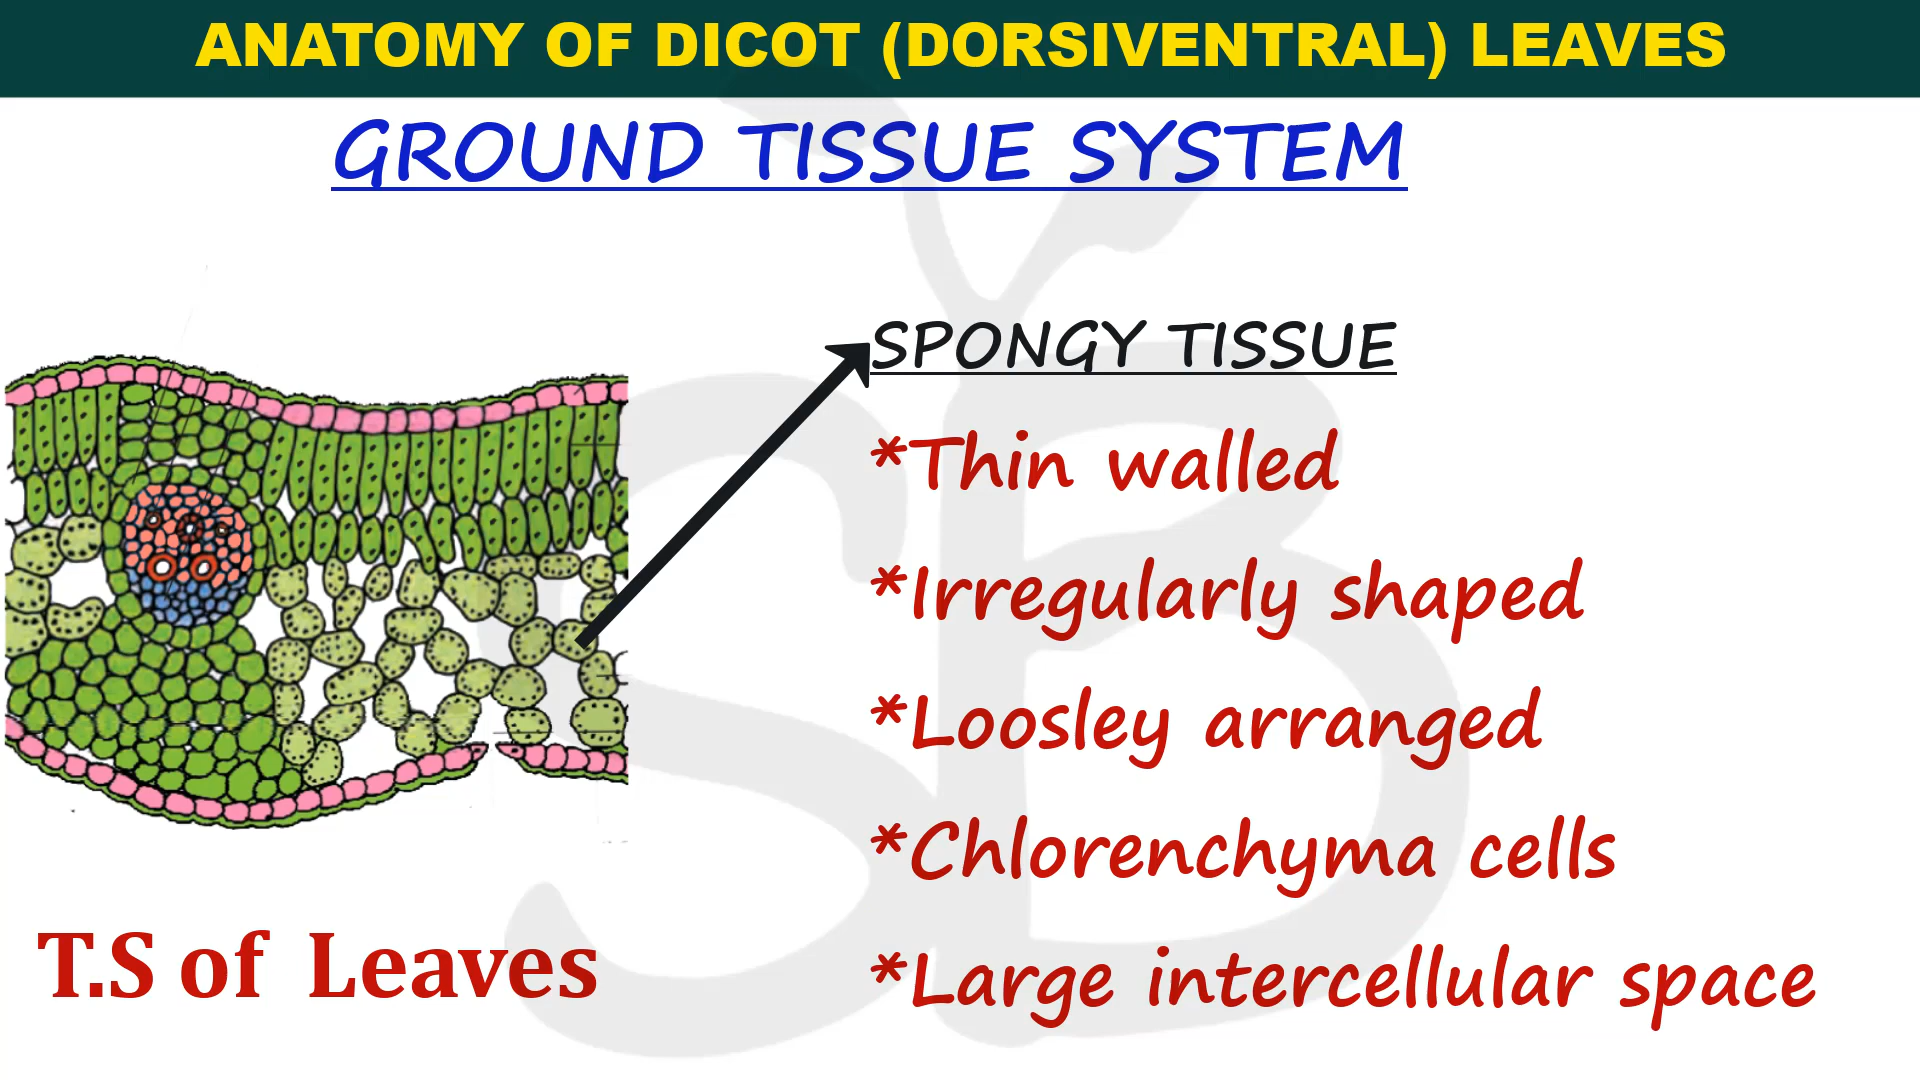 ANATOMY OF DICOT (DORSIVENTRAL) LEAVES
GROUND TISSUE SYSTEM
SPONGY TISSUE
*Thin walled
*Irregularly shaped
*Loosley arranged
*Chlorenchyma cells
*Large intercellular space
T.S of Leaves
SB